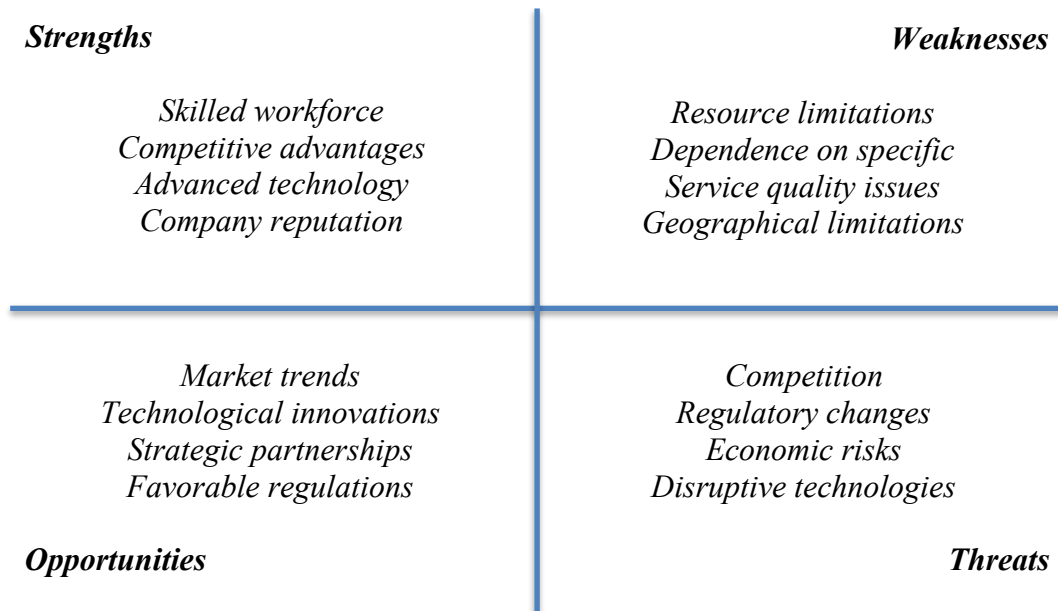 Strengths
Weaknesses
Skilled workforce
Competitive advantages
Advanced technology
Company reputation
Resource limitations
Dependence on specific
Service quality issues
Geographical limitations
Market trends
Technological innovations
Strategic partnerships
Favorable regulations
Competition
Regulatory changes
Economic risks
Disruptive technologies
Opportunities
Threats